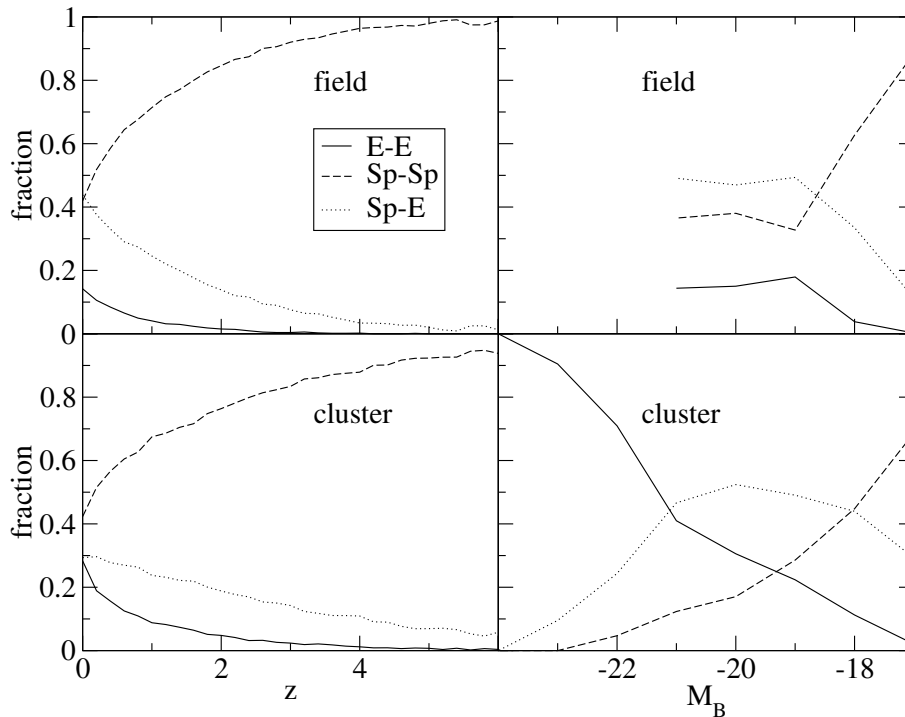 1
0.8
0.6
0.4
0.2
0
fraction
field
E-E
Sp-Sp
Sp-E
field
0.8
0.6
0.4
0.2
0
fraction
cluster
cluster
0 2 4
z
-22 -20 -18
M_B